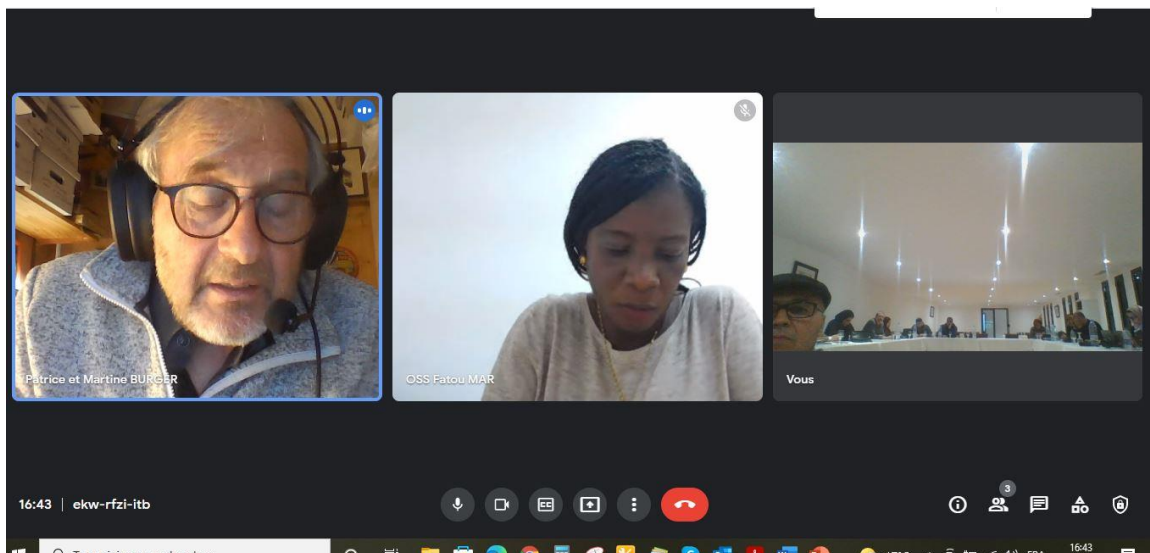 Patrice et Martine BURGER
OSS Fatou MAR
Vous
16:43 | ekw-rfzi-itb
3
16:43